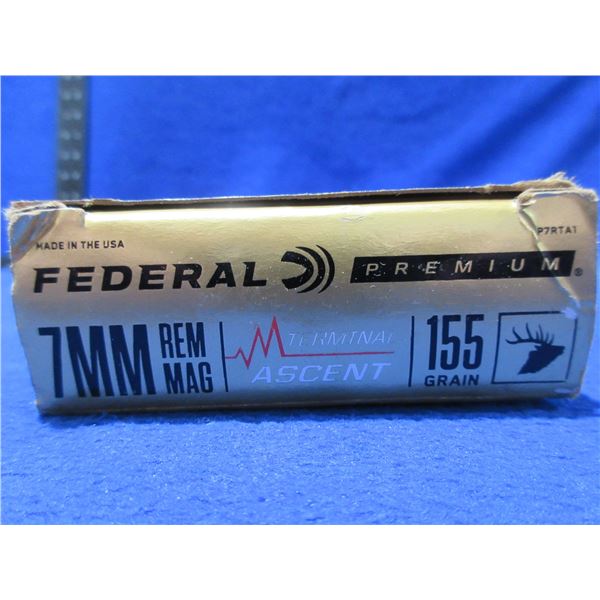 MADE IN THE USA P7RTA1
FEDERAL PREMIUM®
7MM REM MAG TERMINAL ASCENT 155 GRAIN